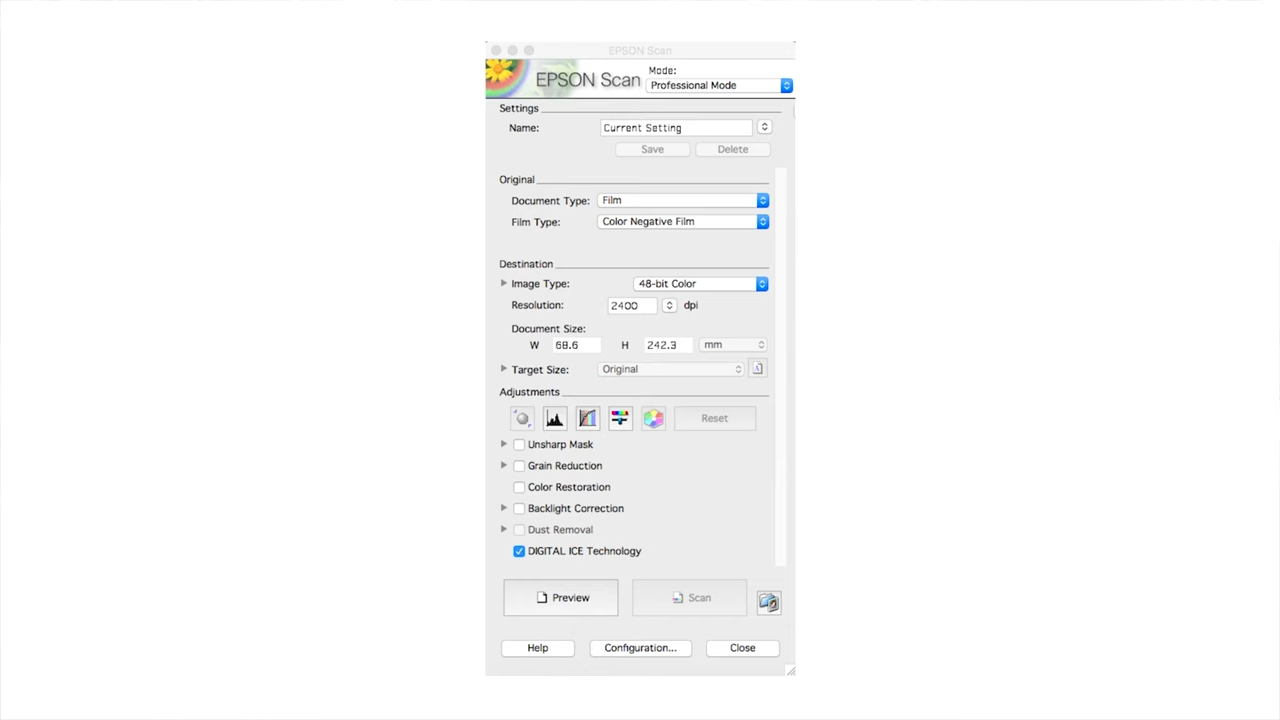 EPSON Scan
EPSON Scan
Mode:
Professional Mode
Settings
Name: Current Setting
Save Delete
Original
Document Type: Film
Film Type: Color Negative Film
Destination
Image Type: 48-bit Color
Resolution: 2400 dpi
Document Size:
W 68.6 H 242.3 mm
Target Size: Original
Adjustments
Reset
Unsharp Mask
Grain Reduction
Color Restoration
Backlight Correction
Dust Removal
DIGITAL ICE Technology
Preview Scan
Help Configuration... Close